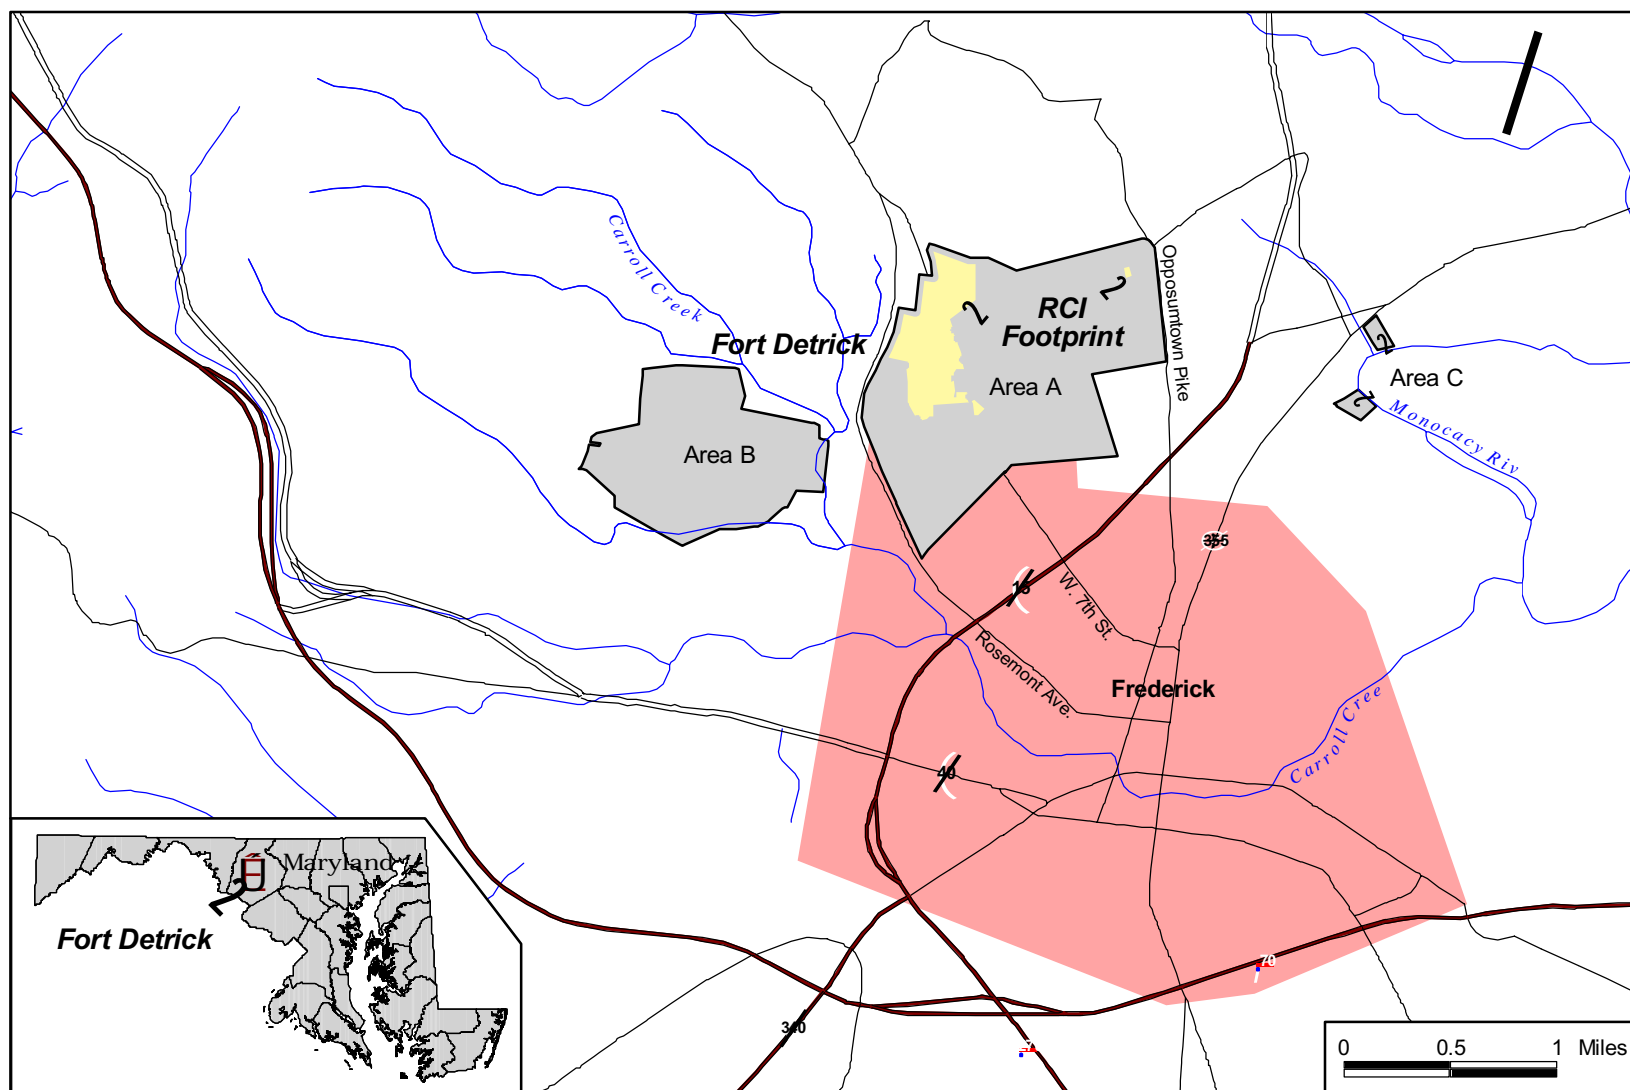 Carroll Creek
Opposumtown Pike
RCI
Footprint
Fort Detrick
Area A
Area C
Monocacy Riv
Area B
355
15
W. 7th St.
Rosemont Ave.
Frederick
Carroll Cree
40
Maryland
Fort Detrick
70
340
0 0.5 1 Miles